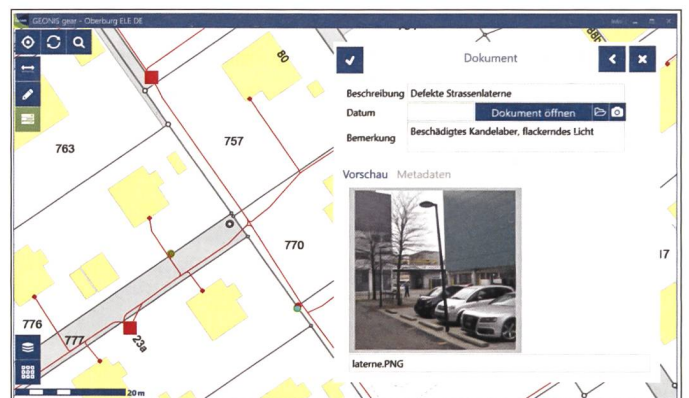 GEONIS gear - Oberburg ELE DE
Dokument
Beschreibung Defekte Strassenlaterne
Datum Dokument öffnen
Bemerkung Beschädigtes Kandelaber, flackerndes Licht
Vorschau Metadaten
laterne.PNG
80
763
757
770
17
776
777
23a
20 m